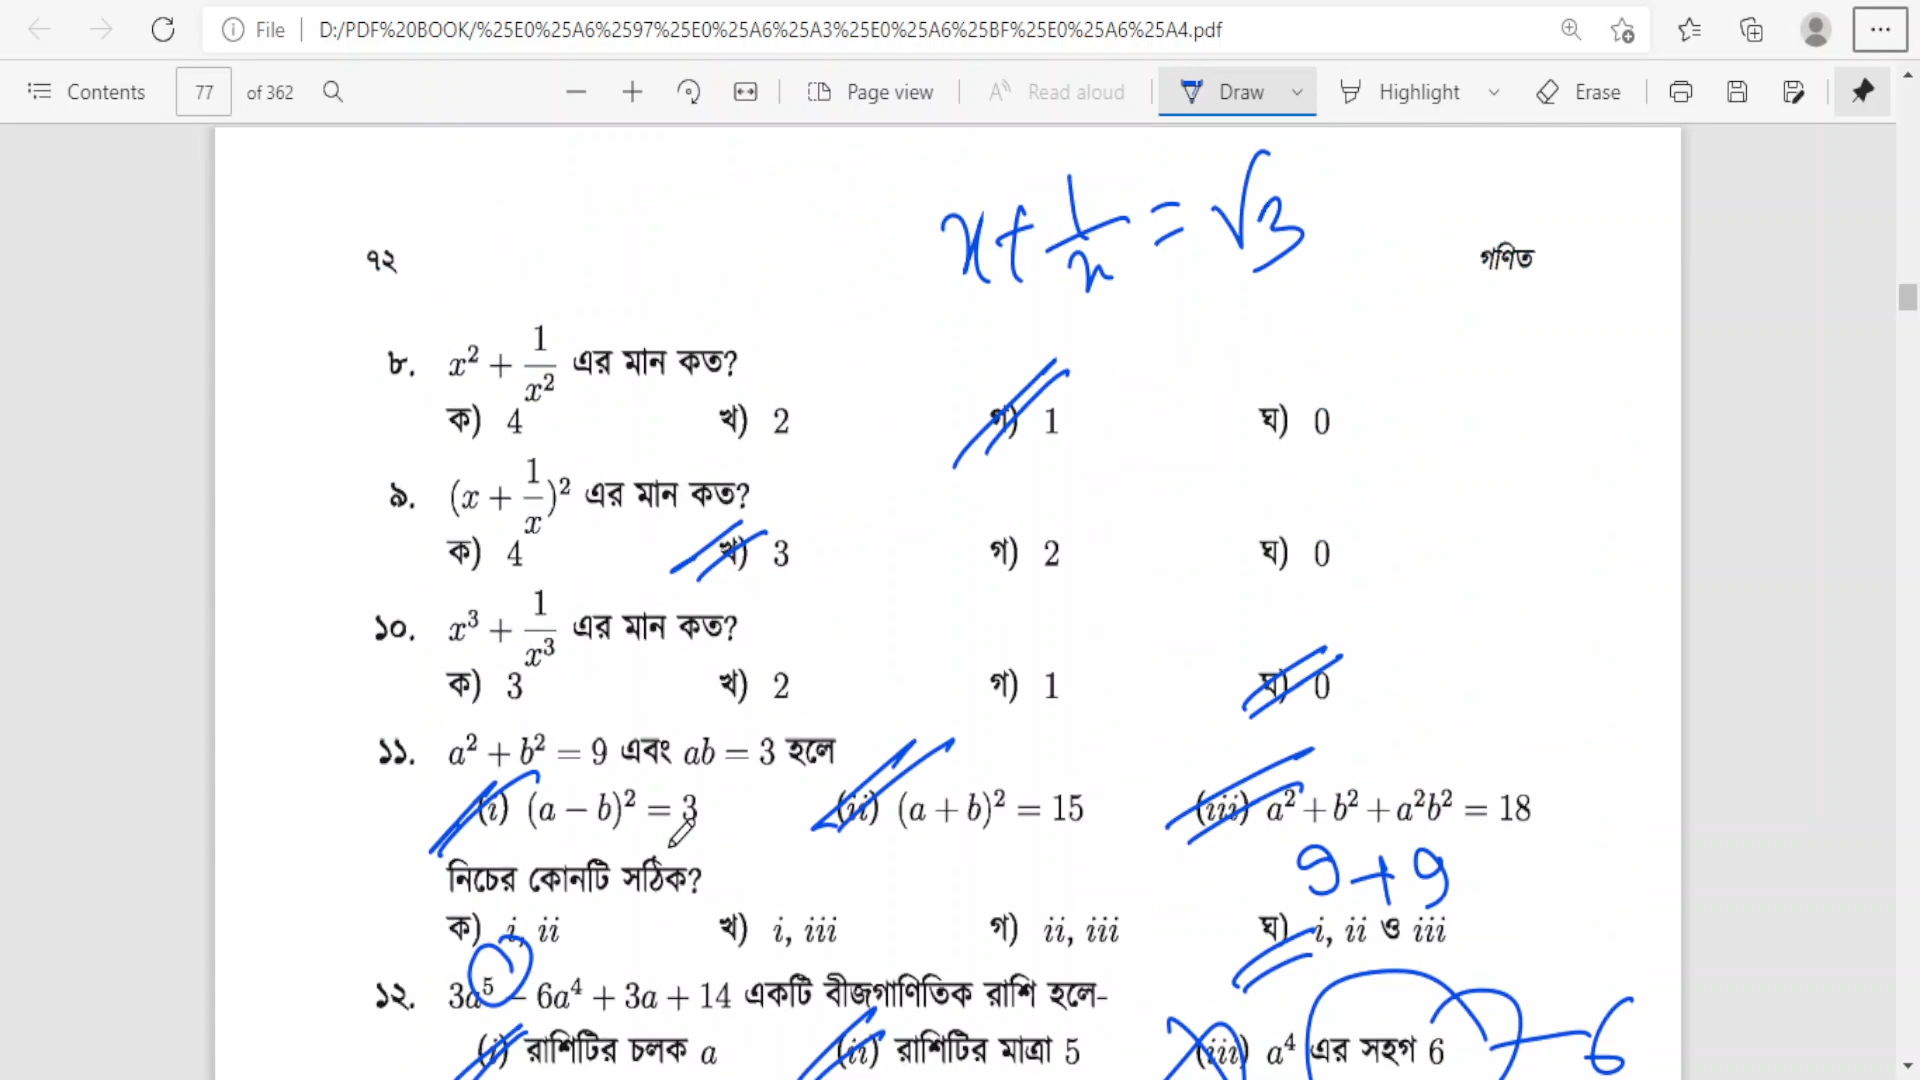 File D:/PDF%20BOOK/%25E0%25A6%2597%25E0%25A6%25A3%25E0%25A6%25BF%25E0%25A6%25A4.pdf
Contents 77 of 362 Page view Read aloud Draw Highlight Erase
x + 1/x = √3
৭২ গণিত
৮. x² + 1/x² এর মান কত?
ক) 4 খ) 2 গ) 1 ঘ) 0
৯. (x + 1/x)² এর মান কত?
ক) 4 খ) 3 গ) 2 ঘ) 0
১০. x³ + 1/x³ এর মান কত?
ক) 3 খ) 2 গ) 1 ঘ) 0
১১. a² + b² = 9 এবং ab = 3 হলে
(i) (a − b)² = 3 (ii) (a + b)² = 15 (iii) a² + b² + a²b² = 18
9+9
নিচের কোনটি সঠিক?
ক) i, ii খ) i, iii গ) ii, iii ঘ) i, ii ও iii
১২. 3a⁵ − 6a⁴ + 3a + 14 একটি বীজগাণিতিক রাশি হলে-
(i) রাশিটির চলক a (ii) রাশিটির মাত্রা 5 (iii) a⁴ এর সহগ 6 −6